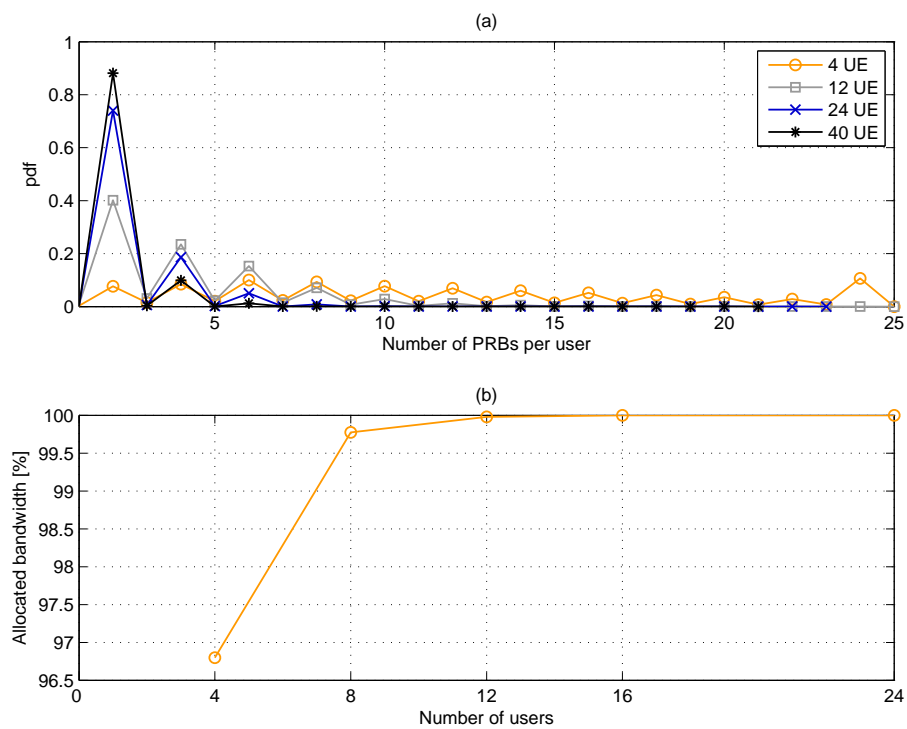 (a)
1
0.8
0.6
0.4
0.2
0
pdf
4 UE
12 UE
24 UE
40 UE
5 10 15 20 25
Number of PRBs per user
(b)
100
99.5
99
98.5
98
97.5
97
96.5
Allocated bandwidth [%]
0 4 8 12 16 24
Number of users